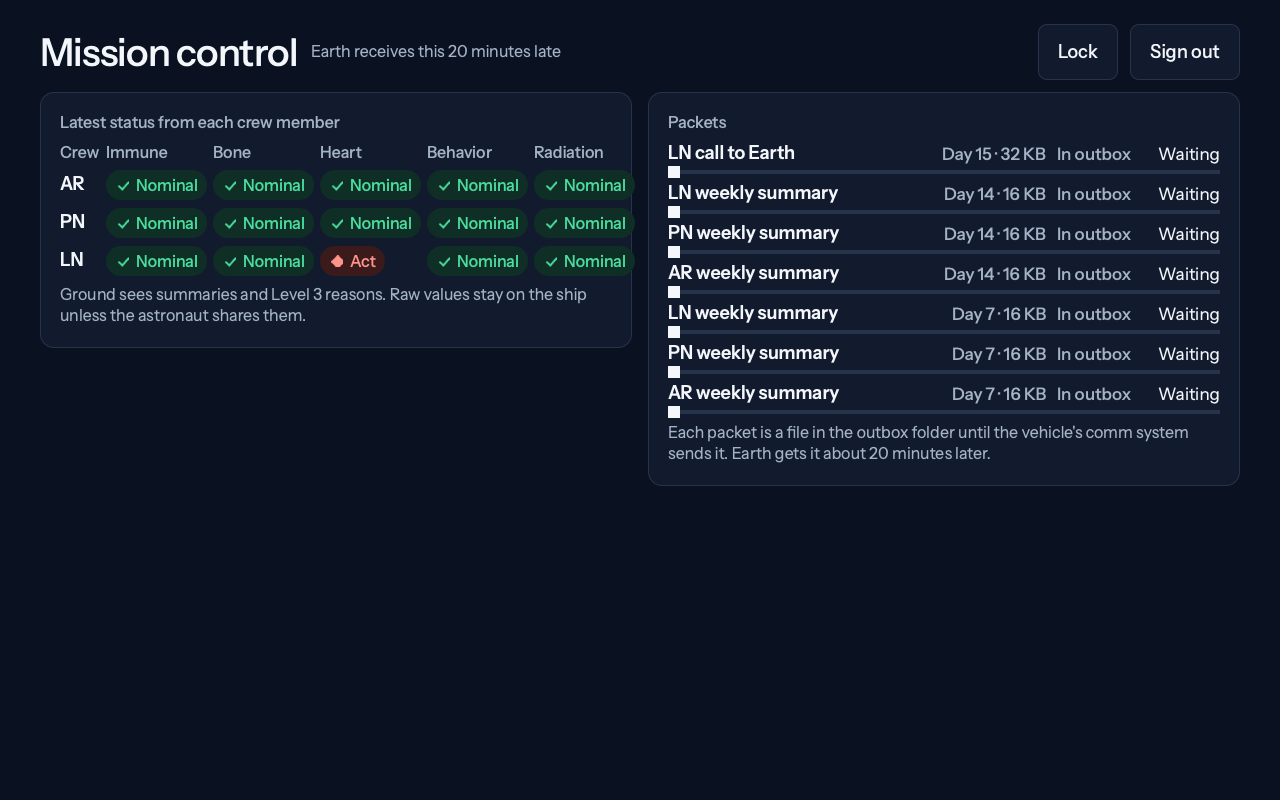 Mission control Earth receives this 20 minutes late
Lock Sign out
Latest status from each crew member
Crew Immune Bone Heart Behavior Radiation
AR Nominal Nominal Nominal Nominal Nominal
PN Nominal Nominal Nominal Nominal Nominal
LN Nominal Nominal Act Nominal Nominal
Ground sees summaries and Level 3 reasons. Raw values stay on the ship
unless the astronaut shares them.
Packets
LN call to Earth Day 15 · 32 KB In outbox Waiting
LN weekly summary Day 14 · 16 KB In outbox Waiting
PN weekly summary Day 14 · 16 KB In outbox Waiting
AR weekly summary Day 14 · 16 KB In outbox Waiting
LN weekly summary Day 7 · 16 KB In outbox Waiting
PN weekly summary Day 7 · 16 KB In outbox Waiting
AR weekly summary Day 7 · 16 KB In outbox Waiting
Each packet is a file in the outbox folder until the vehicle's comm system
sends it. Earth gets it about 20 minutes later.